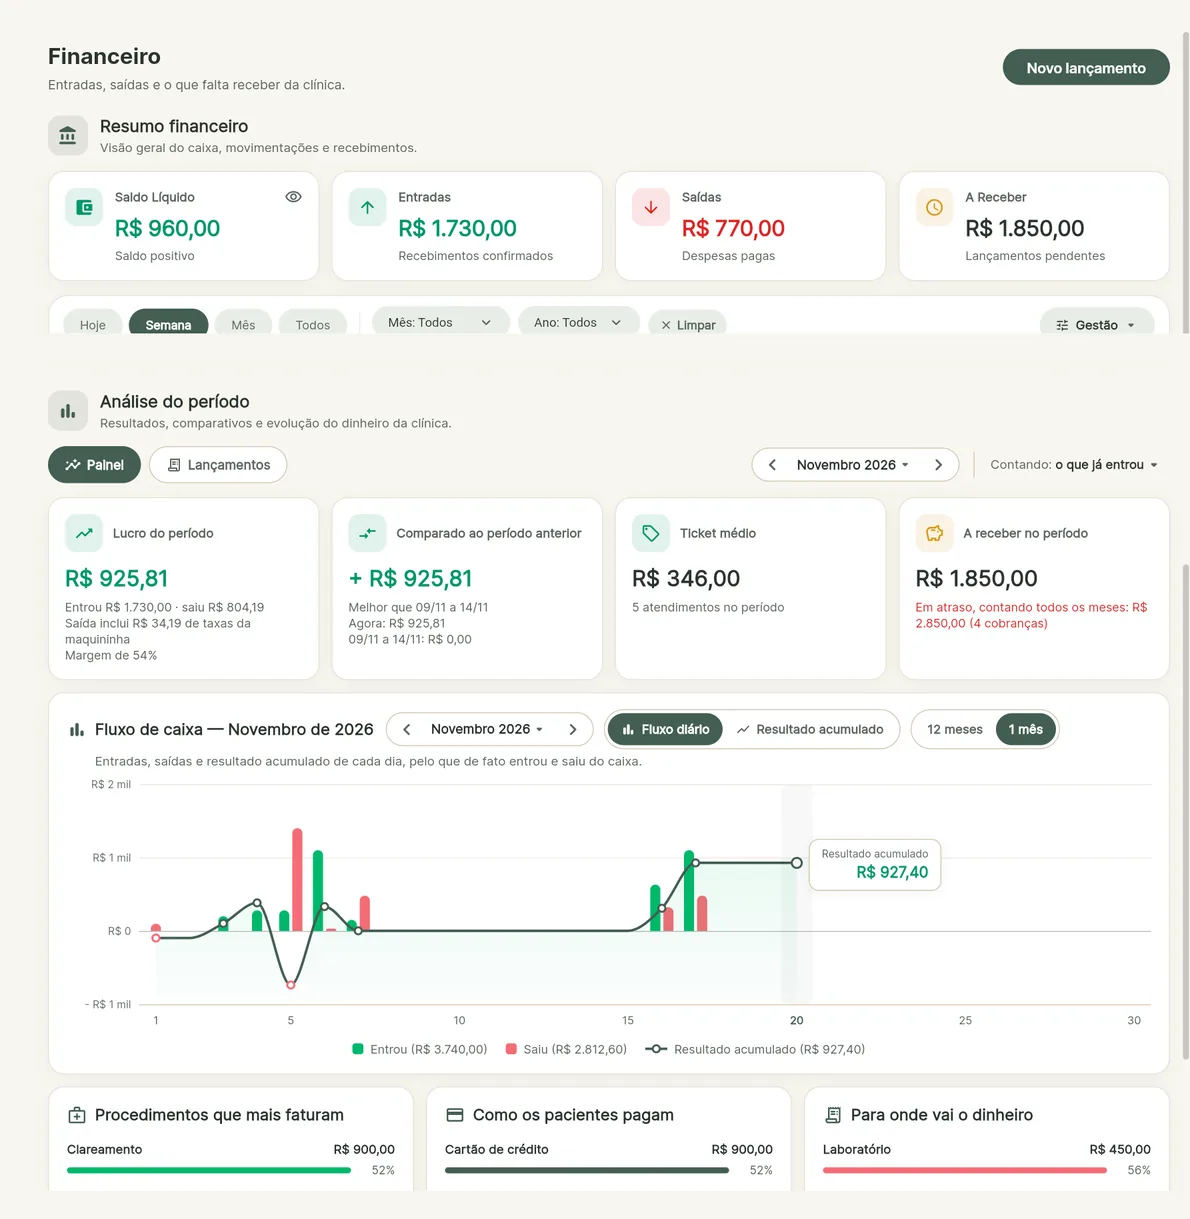 Financeiro
Entradas, saídas e o que falta receber da clínica.
Novo lançamento
Resumo financeiro
Visão geral do caixa, movimentações e recebimentos.
Saldo Líquido
R$ 960,00
Saldo positivo
Entradas
R$ 1.730,00
Recebimentos confirmados
Saídas
R$ 770,00
Despesas pagas
A Receber
R$ 1.850,00
Lançamentos pendentes
Hoje
Semana
Mês
Todos
Mês: Todos
Ano: Todos
Limpar
Gestão
Análise do período
Resultados, comparativos e evolução do dinheiro da clínica.
Painel
Lançamentos
Novembro 2026
Contando: o que já entrou
Lucro do período
R$ 925,81
Entrou R$ 1.730,00 · saiu R$ 804,19
Saída inclui R$ 34,19 de taxas da
maquininha
Margem de 54%
Comparado ao período anterior
+ R$ 925,81
Melhor que 09/11 a 14/11
Agora: R$ 925,81
09/11 a 14/11: R$ 0,00
Ticket médio
R$ 346,00
5 atendimentos no período
A receber no período
R$ 1.850,00
Em atraso, contando todos os meses: R$
2.850,00 (4 cobranças)
Fluxo de caixa — Novembro de 2026
Novembro 2026
Fluxo diário
Resultado acumulado
12 meses
1 mês
Entradas, saídas e resultado acumulado de cada dia, pelo que de fato entrou e saiu do caixa.
R$ 2 mil
R$ 1 mil
R$ 0
- R$ 1 mil
Resultado acumulado
R$ 927,40
1 5 10 15 20 25 30
Entrou (R$ 3.740,00)
Saiu (R$ 2.812,60)
Resultado acumulado (R$ 927,40)
Procedimentos que mais faturam
Clareamento R$ 900,00
52%
Como os pacientes pagam
Cartão de crédito R$ 900,00
52%
Para onde vai o dinheiro
Laboratório R$ 450,00
56%